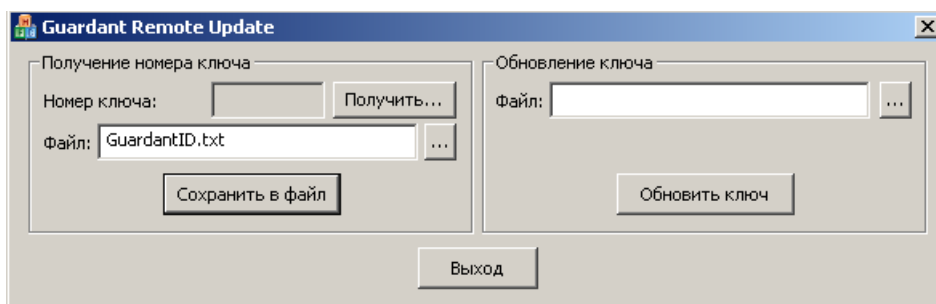 Guardant Remote Update
Получение номера ключа
Номер ключа:
Получить...
Файл:
GuardantID.txt
...
Сохранить в файл
Обновление ключа
Файл:
...
Обновить ключ
Выход